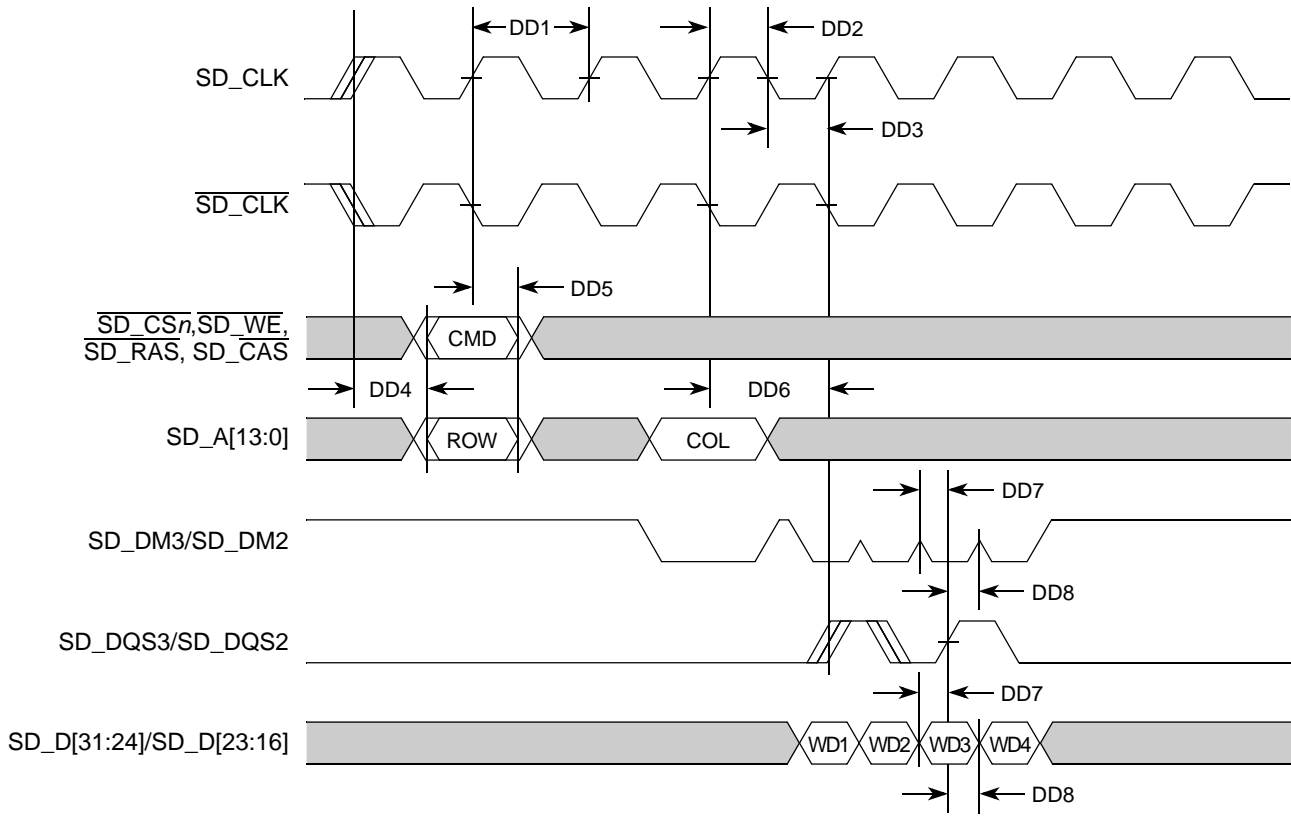 DD1
DD2
SD_CLK
DD3
SD_CLK
DD5
SD_CSn,SD_WE,
SD_RAS, SD_CAS
CMD
DD4
DD6
SD_A[13:0]
ROW
COL
DD7
SD_DM3/SD_DM2
DD8
SD_DQS3/SD_DQS2
DD7
SD_D[31:24]/SD_D[23:16]
WD1
WD2
WD3
WD4
DD8